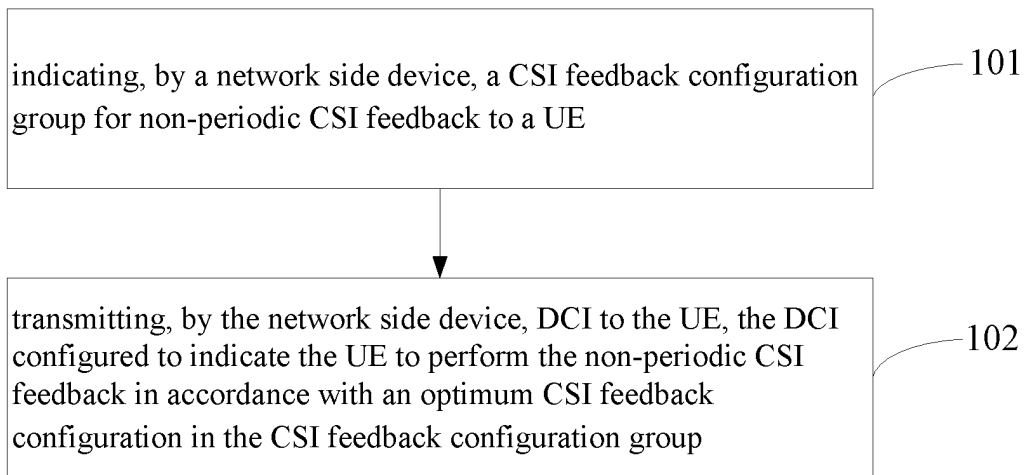 indicating, by a network side device, a CSI feedback configuration
group for non-periodic CSI feedback to a UE
101
transmitting, by the network side device, DCI to the UE, the DCI
configured to indicate the UE to perform the non-periodic CSI
feedback in accordance with an optimum CSI feedback
configuration in the CSI feedback configuration group
102